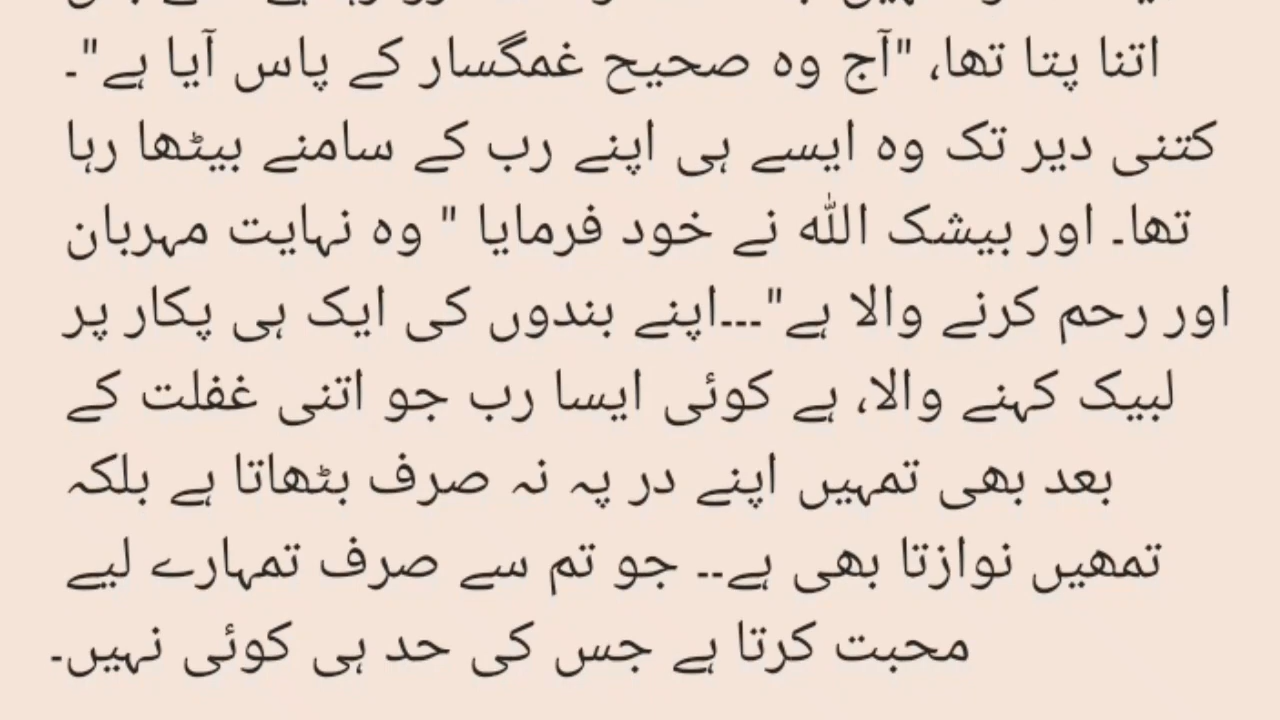 اتنا پتا تھا، "آج وہ صحیح غمگسار کے پاس آیا ہے"۔
کتنی دیر تک وہ ایسے ہی اپنے رب کے سامنے بیٹھا رہا
تھا۔ اور بیشک اللہ نے خود فرمایا " وہ نہایت مہربان
اور رحم کرنے والا ہے"---اپنے بندوں کی ایک ہی پکار پر
لبیک کہنے والا، ہے کوئی ایسا رب جو اتنی غفلت کے
بعد بھی تمہیں اپنے در پہ نہ صرف بٹھاتا ہے بلکہ
تمھیں نوازتا بھی ہے-- جو تم سے صرف تمہارے لیے
محبت کرتا ہے جس کی حد ہی کوئی نہیں۔